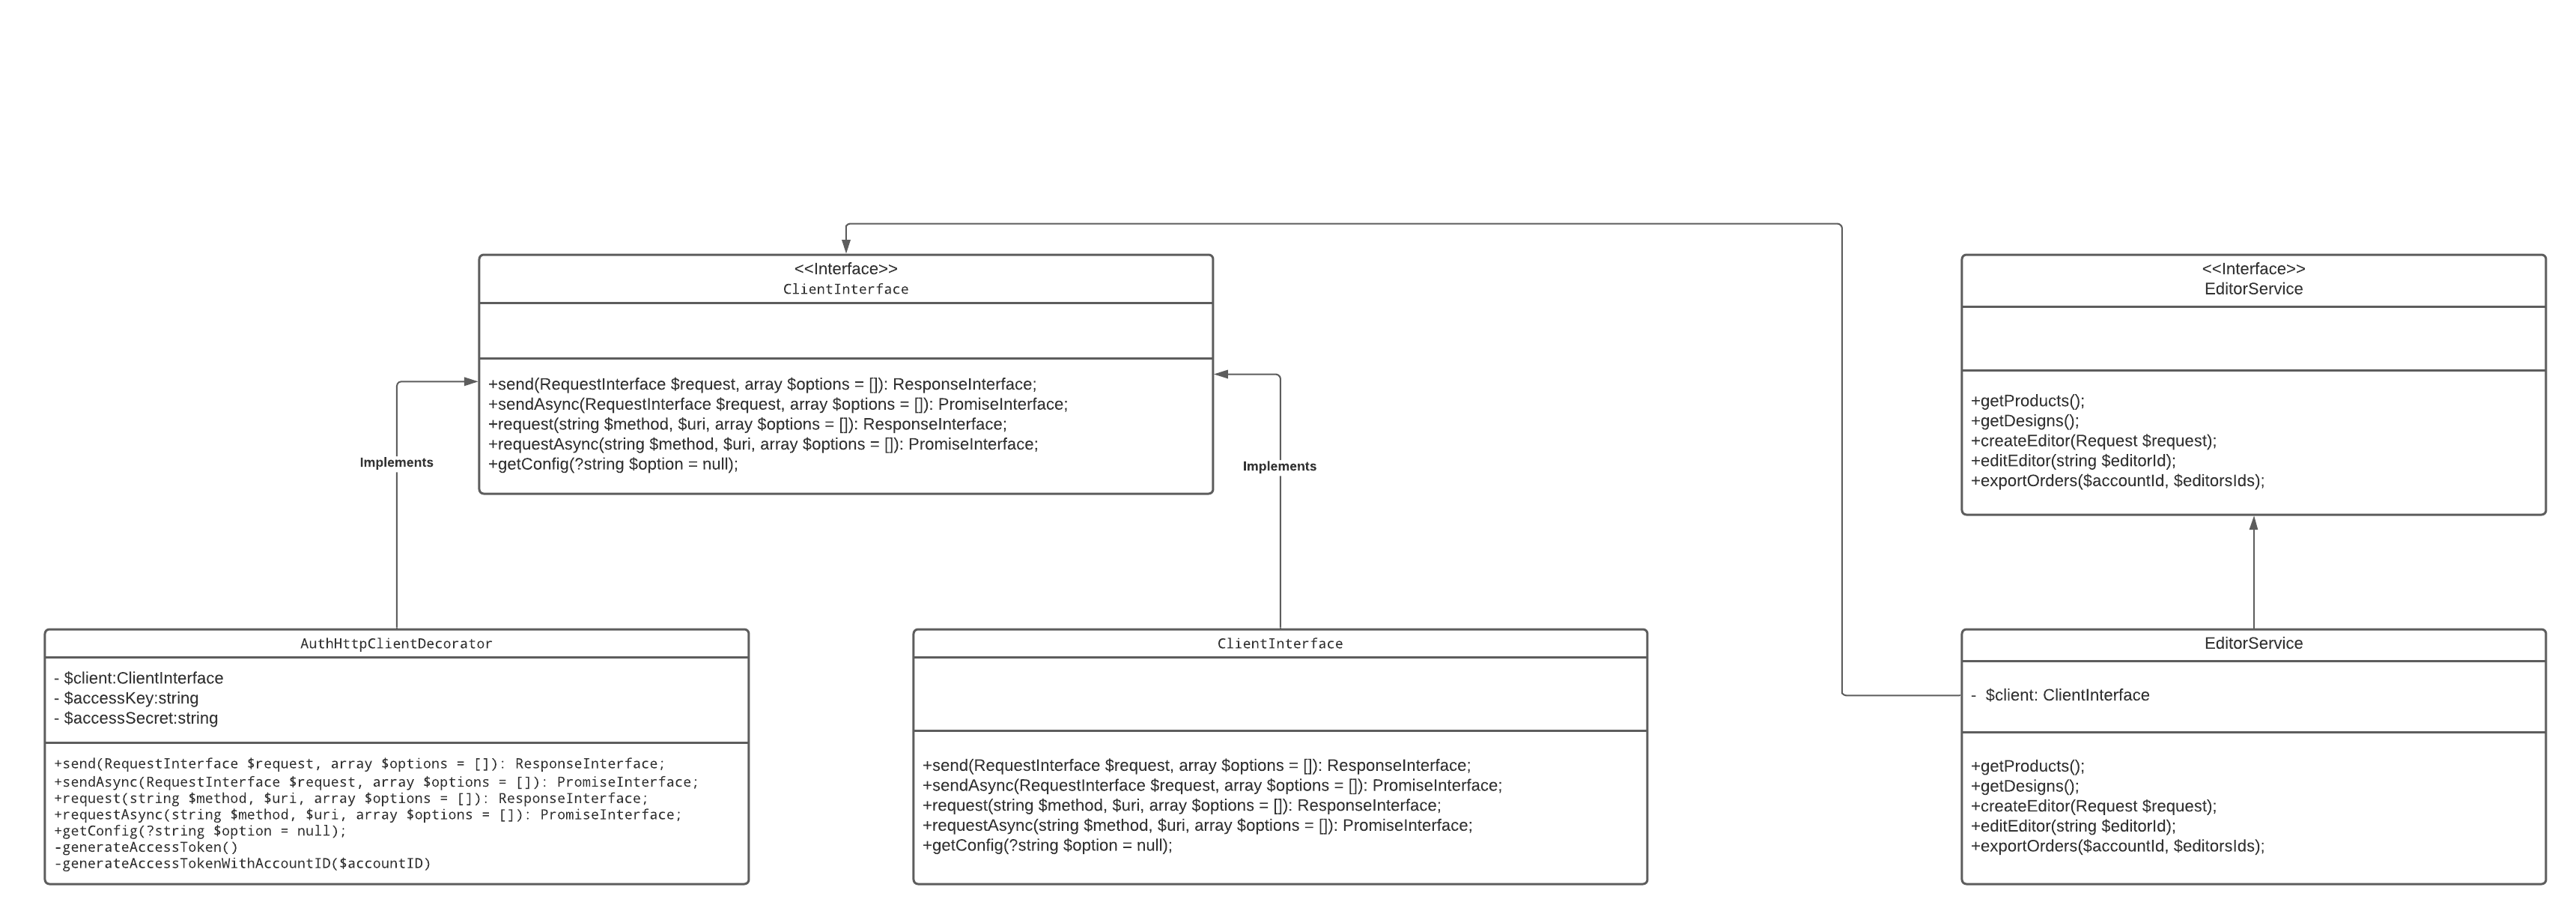 <<Interface>>
ClientInterface
+send(RequestInterface $request, array $options = []): ResponseInterface;
+sendAsync(RequestInterface $request, array $options = []): PromiseInterface;
+request(string $method, $uri, array $options = []): ResponseInterface;
+requestAsync(string $method, $uri, array $options = []): PromiseInterface;
+getConfig(?string $option = null);
<<Interface>>
EditorService
+getProducts();
+getDesigns();
+createEditor(Request $request);
+editEditor(string $editorId);
+exportOrders($accountId, $editorsIds);
Implements
Implements
AuthHttpClientDecorator
- $client:ClientInterface
- $accessKey:string
- $accessSecret:string
+send(RequestInterface $request, array $options = []): ResponseInterface;
+sendAsync(RequestInterface $request, array $options = []): PromiseInterface;
+request(string $method, $uri, array $options = []): ResponseInterface;
+requestAsync(string $method, $uri, array $options = []): PromiseInterface;
+getConfig(?string $option = null);
-generateAccessToken()
-generateAccessTokenWithAccountID($accountID)
ClientInterface
+send(RequestInterface $request, array $options = []): ResponseInterface;
+sendAsync(RequestInterface $request, array $options = []): PromiseInterface;
+request(string $method, $uri, array $options = []): ResponseInterface;
+requestAsync(string $method, $uri, array $options = []): PromiseInterface;
+getConfig(?string $option = null);
EditorService
- $client: ClientInterface
+getProducts();
+getDesigns();
+createEditor(Request $request);
+editEditor(string $editorId);
+exportOrders($accountId, $editorsIds);